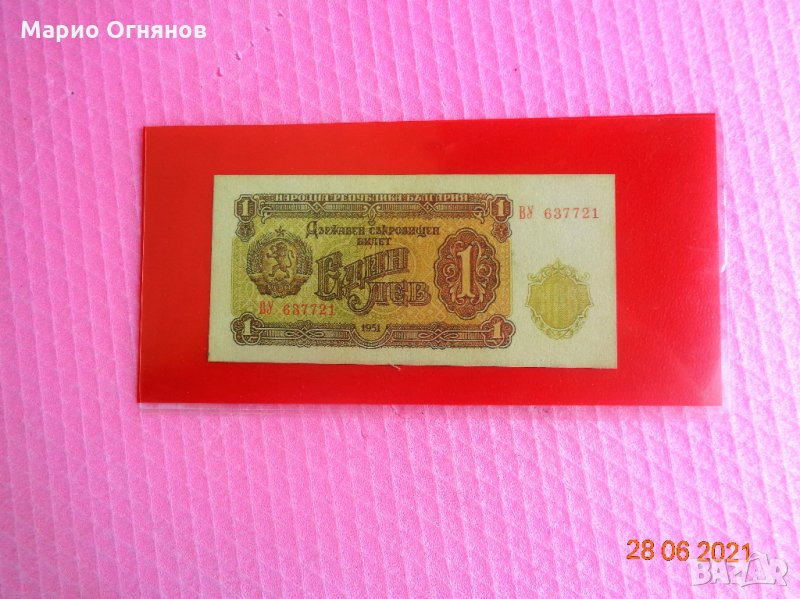 Марио Огнянов
НАРОДНА РЕПУБЛИКА БЪЛГАРИЯ
1
1
ВУ 637721
ДЪРЖАВЕН СЪКРОВИЩЕН
БИЛЕТ
ЕДИН
ЛЕВ
1
ВУ 637721
1
1951
1
28 06 2021
BAZAR